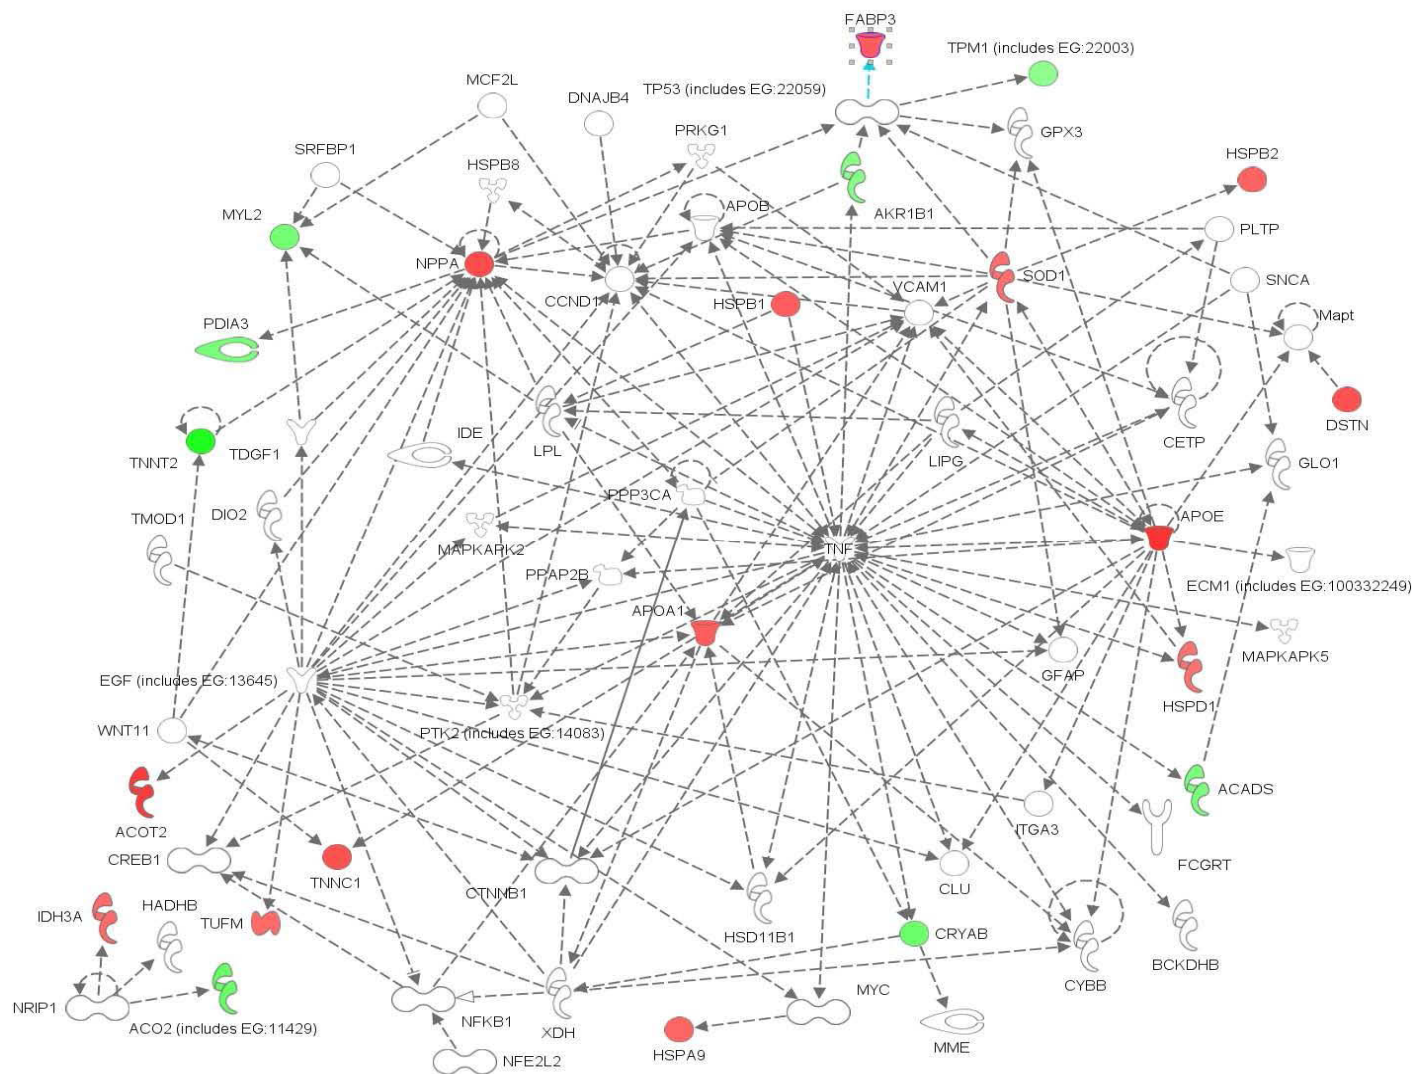 FABP3
TPM1 (includes EG:22003)
MCF2L
TP53 (includes EG:22059)
DNAJB4
PRKG1
GPX3
SRFBP1
HSPB8
HSPB2
MYL2
APOB
AKR1B1
PLTP
NPPA
CCND1
SOD1
SNCA
HSPB1
VCAM1
PDIA3
Mapt
TNNT2
TDGF1
IDE
LPL
LIPG
CETP
DSTN
GLO1
TMOD1
DIO2
PPP3CA
MAPKAPK2
TNF
APOE
PPAP2B
ECM1 (includes EG:100332249)
APOA1
MAPKAPK5
EGF (includes EG:13645)
GFAP
HSPD1
WNT11
PTK2 (includes EG:14083)
ACADS
ACOT2
ITGA3
FCGRT
CREB1
TNNC1
CTNNB1
CLU
IDH3A
HADHB
TUFM
HSD11B1
CRYAB
BCKDHB
CYBB
NRIP1
ACO2 (includes EG:11429)
NFKB1
XDH
MYC
HSPA9
MME
NFE2L2